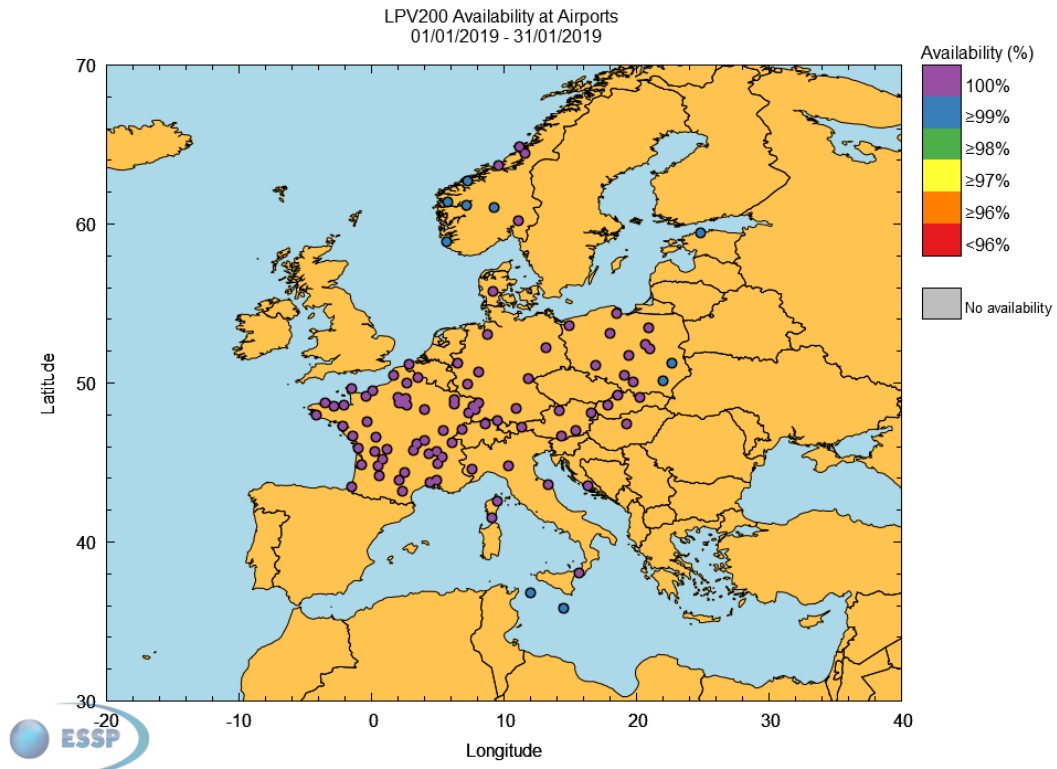 LPV200 Availability at Airports
01/01/2019 - 31/01/2019
Availability (%)
100%
≥99%
≥98%
≥97%
≥96%
<96%
No availability
70
60
50
40
30
Latitude
-20
-10
0
10
20
30
40
Longitude
ESSP